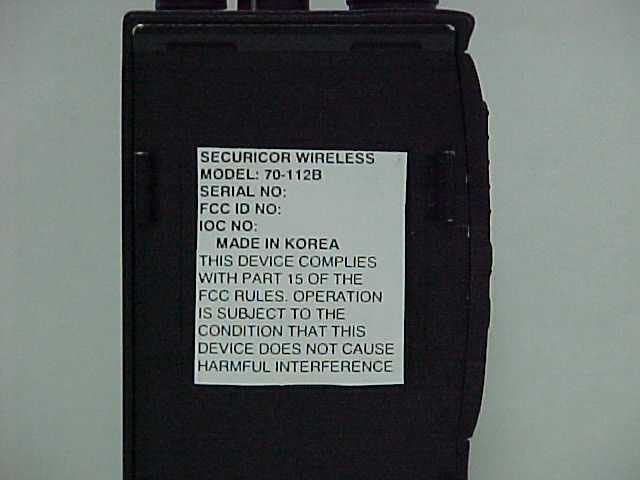 SECURICOR WIRELESS
MODEL: 70-112B
SERIAL NO:
FCC ID NO:
IOC NO:
MADE IN KOREA
THIS DEVICE COMPLIES
WITH PART 15 OF THE
FCC RULES. OPERATION
IS SUBJECT TO THE
CONDITION THAT THIS
DEVICE DOES NOT CAUSE
HARMFUL INTERFERENCE